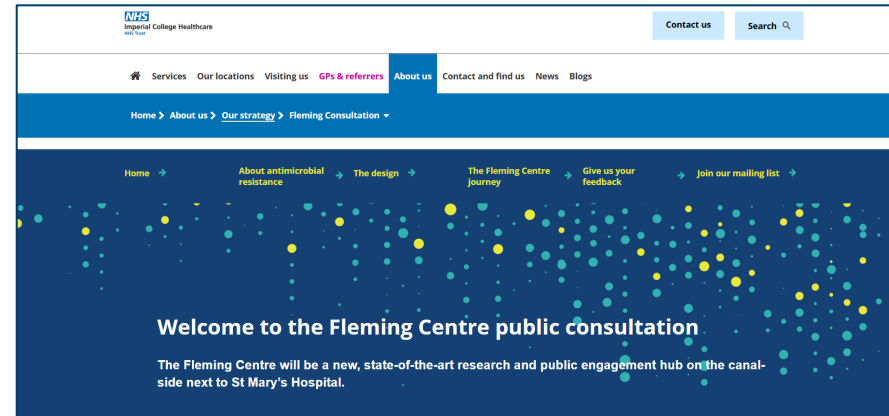 NHS
Imperial College Healthcare
NHS Trust
Contact us
Search
Services Our locations Visiting us GPs & referrers About us Contact and find us News Blogs
Home > About us > Our strategy > Fleming Consultation
Home
About antimicrobial
resistance
The design
The Fleming Centre
journey
Give us your
feedback
Join our mailing list
Welcome to the Fleming Centre public consultation
The Fleming Centre will be a new, state-of-the-art research and public engagement hub on the canal-
side next to St Mary's Hospital.